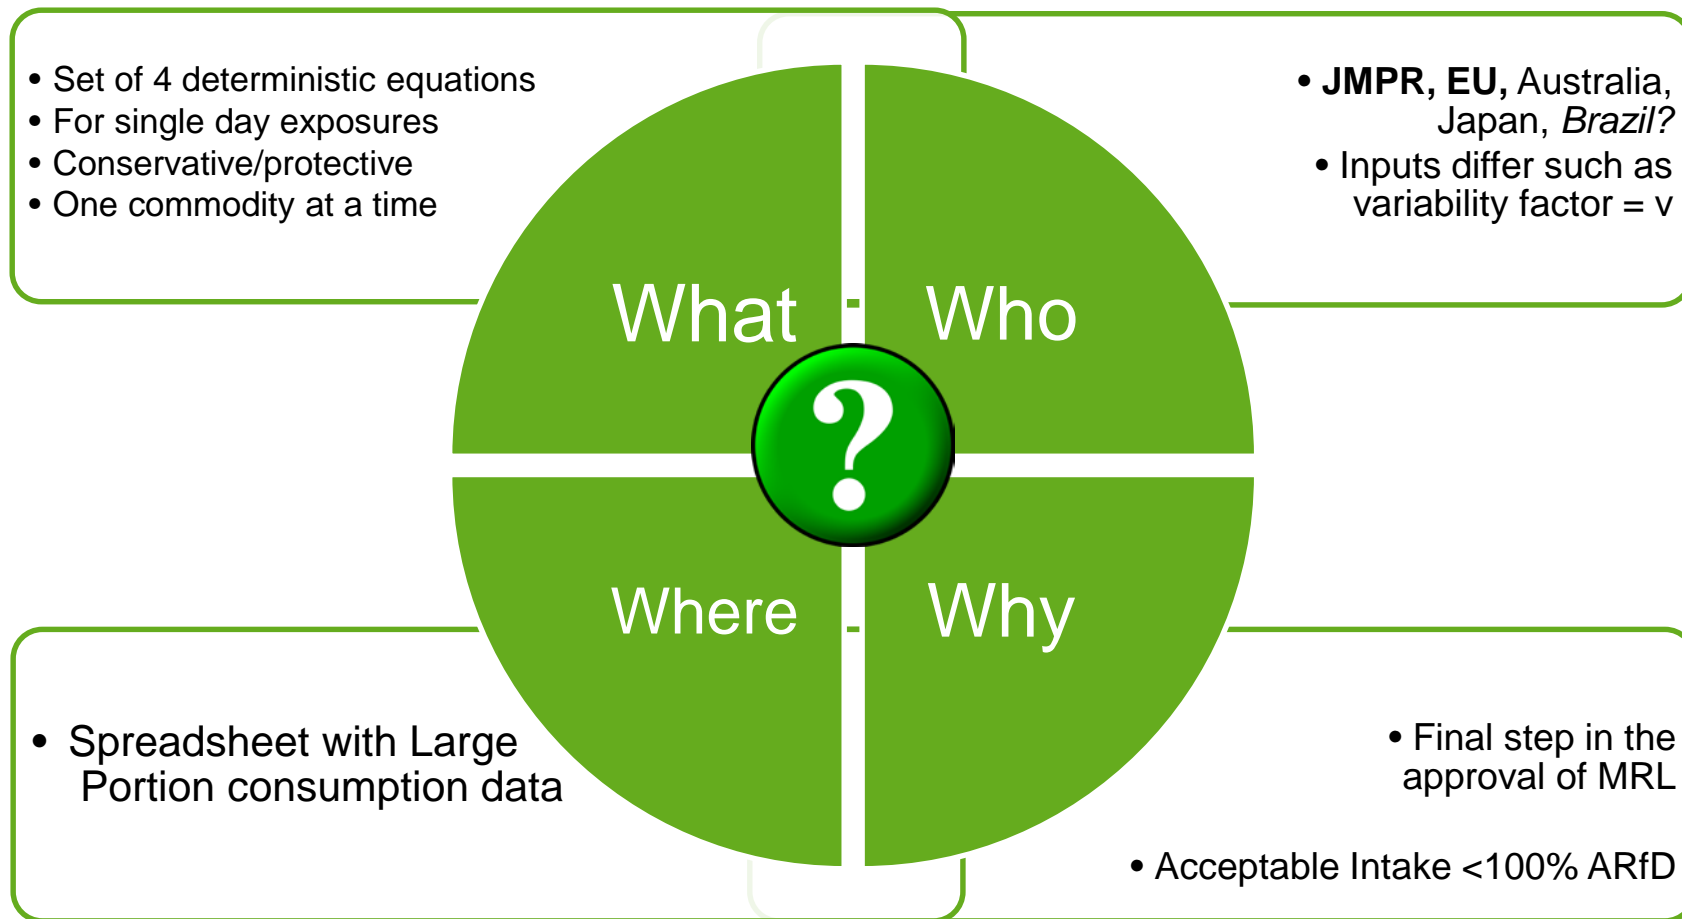 • Set of 4 deterministic equations
• For single day exposures
• Conservative/protective
• One commodity at a time
• JMPR, EU, Australia,
Japan, Brazil?
• Inputs differ such as
variability factor = v
What
Who
?
Where
Why
• Spreadsheet with Large
Portion consumption data
• Final step in the
approval of MRL
• Acceptable Intake <100% ARfD